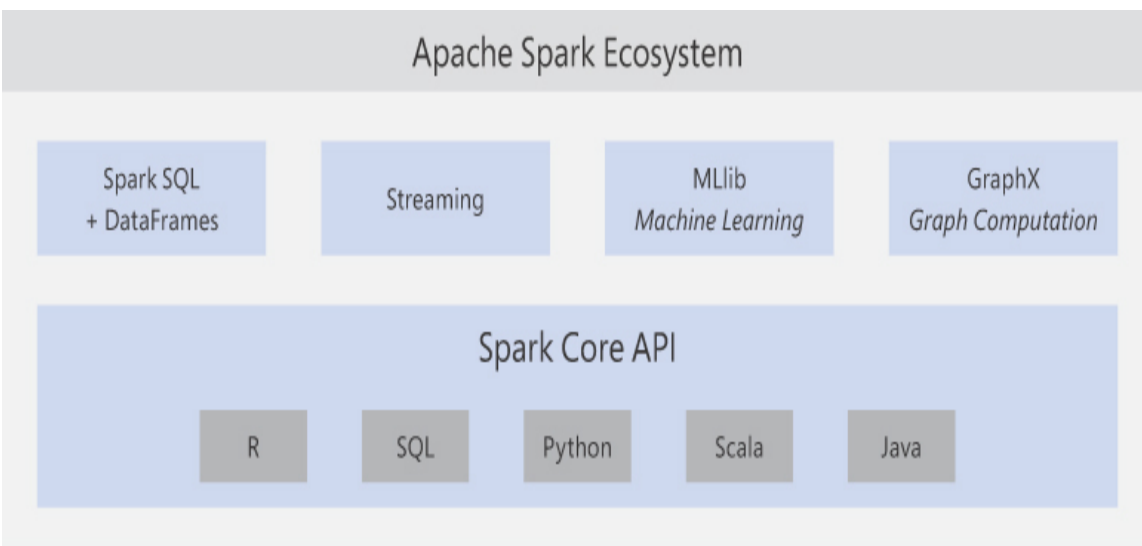 Apache Spark Ecosystem
Spark SQL
+ DataFrames
Streaming
MLlib
Machine Learning
GraphX
Graph Computation
Spark Core API
R
SQL
Python
Scala
Java